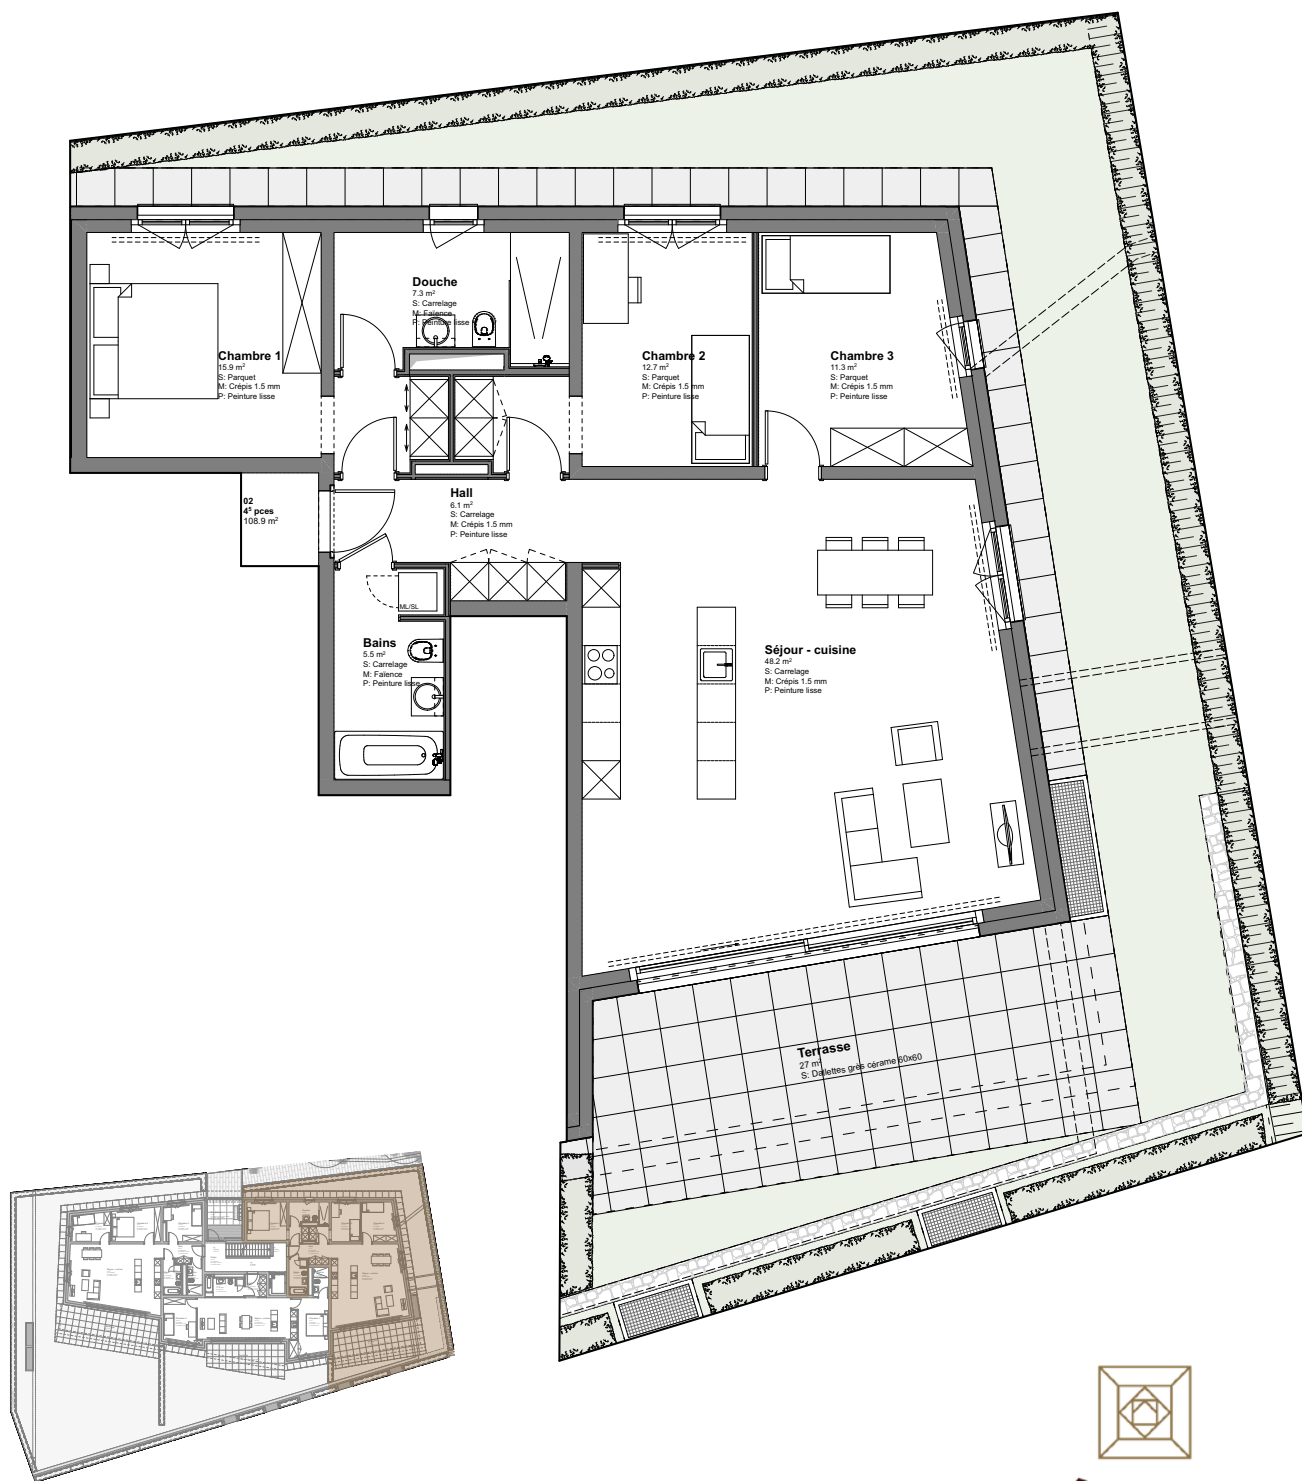 Douche
7.3 m²
S: Carrelage
M: Faïence
P: Peinture lisse
Chambre 1
15.9 m²
S: Parquet
M: Crépis 1.5 mm
P: Peinture lisse
Chambre 2
12.7 m²
S: Parquet
M: Crépis 1.5 mm
P: Peinture lisse
Chambre 3
11.3 m²
S: Parquet
M: Crépis 1.5 mm
P: Peinture lisse
02
4⁵ pces
108.9 m²
Hall
6.1 m²
S: Carrelage
M: Crépis 1.5 mm
P: Peinture lisse
ML/SL
Bains
5.5 m²
S: Carrelage
M: Faïence
P: Peinture lisse
Séjour - cuisine
48.2 m²
S: Carrelage
M: Crépis 1.5 mm
P: Peinture lisse
Terrasse
27 m²
S: Dallettes grès cérame 60x60